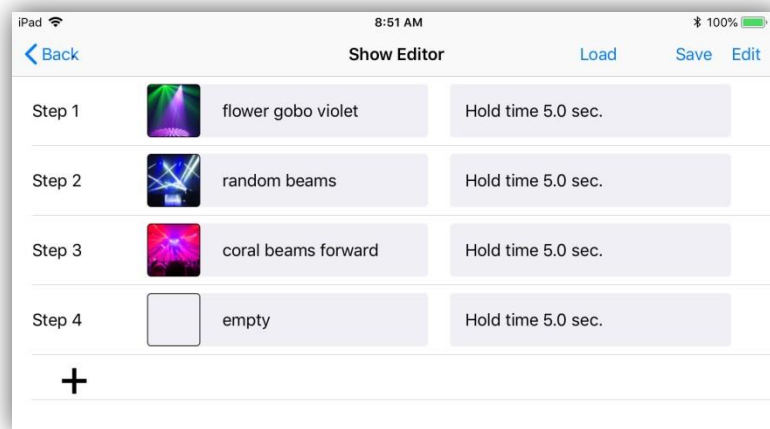 iPad 8:51 AM 100%
Back Show Editor Load Save Edit
Step 1 flower gobo violet Hold time 5.0 sec.
Step 2 random beams Hold time 5.0 sec.
Step 3 coral beams forward Hold time 5.0 sec.
Step 4 empty Hold time 5.0 sec.
+